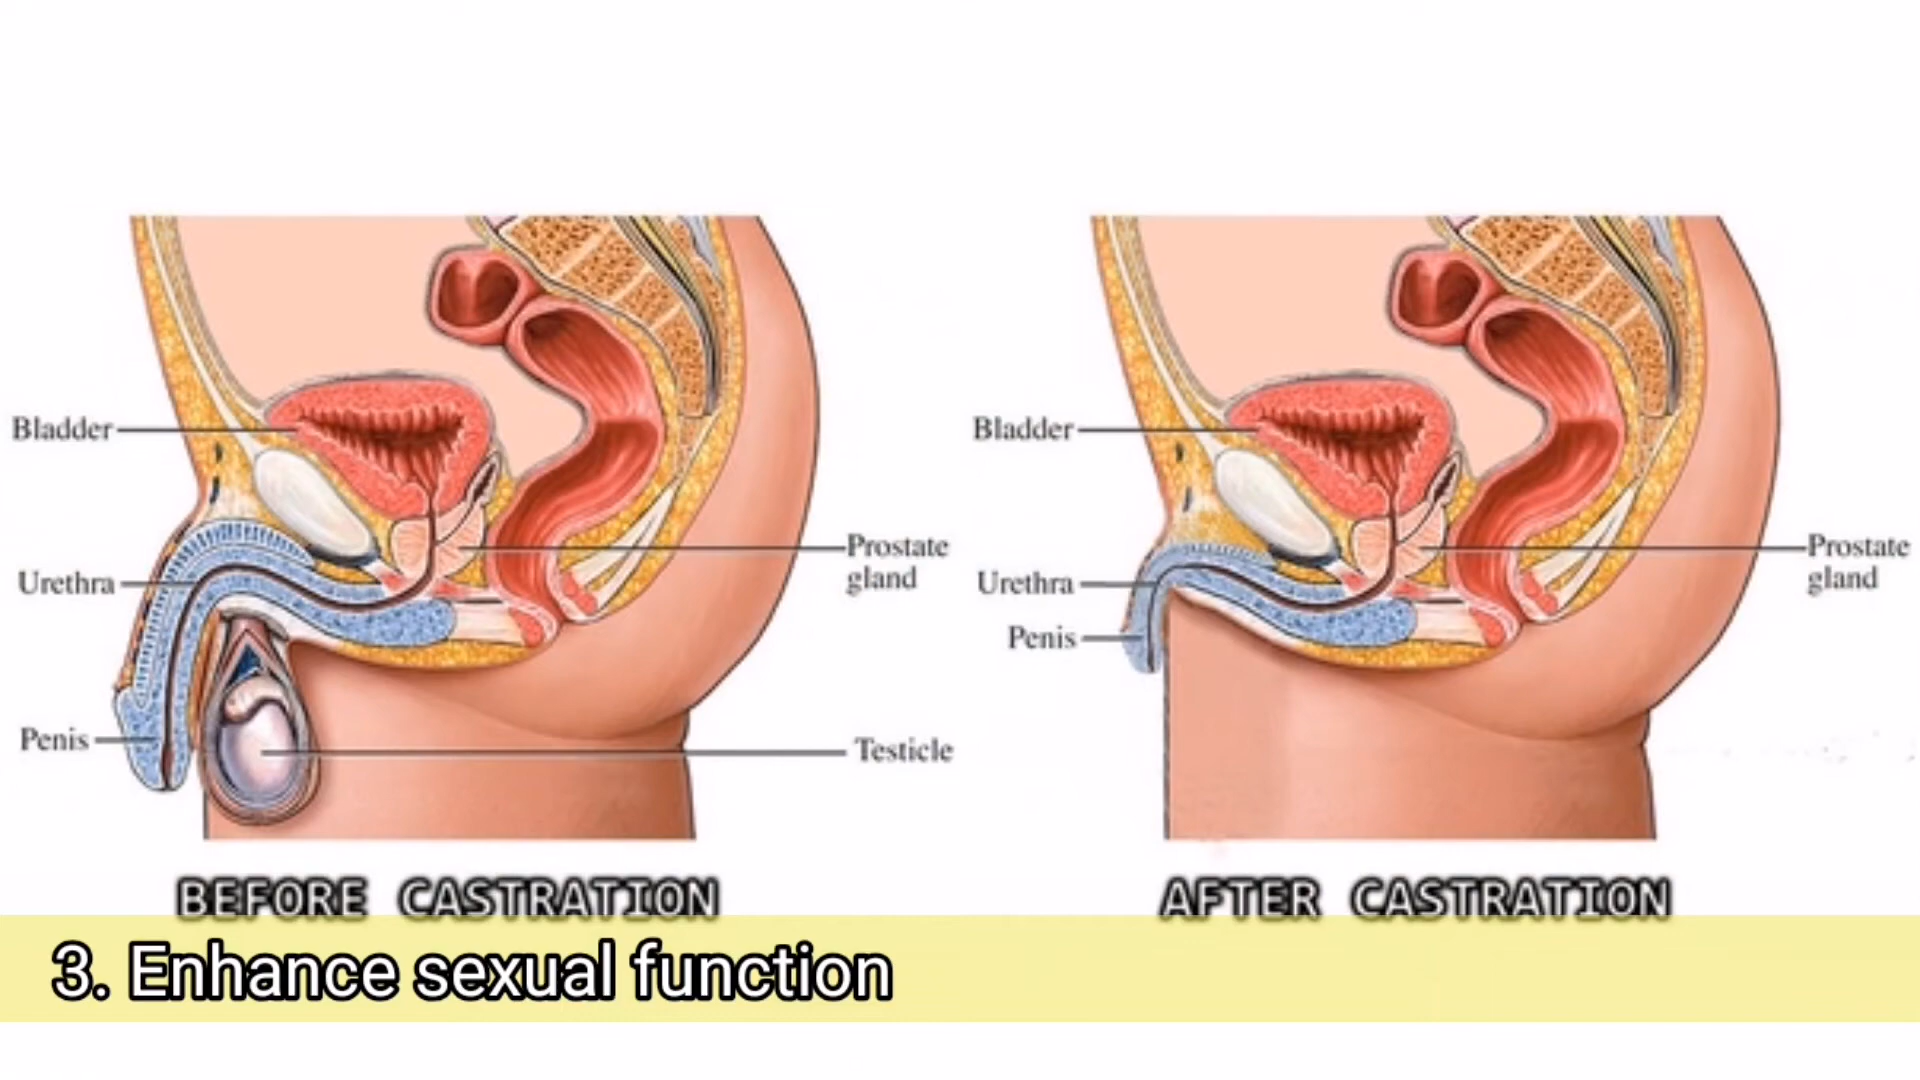 Bladder
Urethra
Penis
Prostate
gland
Testicle
BEFORE CASTRATION
Bladder
Urethra
Penis
Prostate
gland
AFTER CASTRATION
3. Enhance sexual function